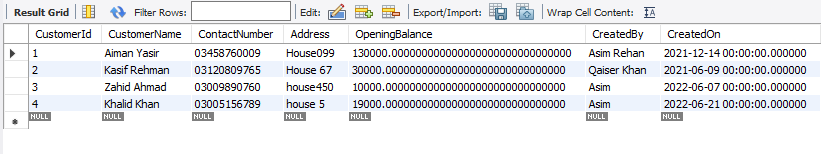 Result Grid Filter Rows: Edit: Export/Import: Wrap Cell Content: IA
CustomerId CustomerName ContactNumber Address OpeningBalance CreatedBy CreatedOn
1 Aiman Yasir 03458760009 House099 130000.000000000000000000000000000000 Asim Rehan 2021-12-14 00:00:00.000000
2 Kasif Rehman 03120809765 House 67 30000.000000000000000000000000000000 Qaiser Khan 2021-06-09 00:00:00.000000
3 Zahid Ahmad 03009890760 house450 10000.000000000000000000000000000000 Asim 2022-06-07 00:00:00.000000
4 Khalid Khan 03005156789 house 5 19000.000000000000000000000000000000 Asim 2022-06-21 00:00:00.000000
NULL NULL NULL NULL NULL NULL NULL